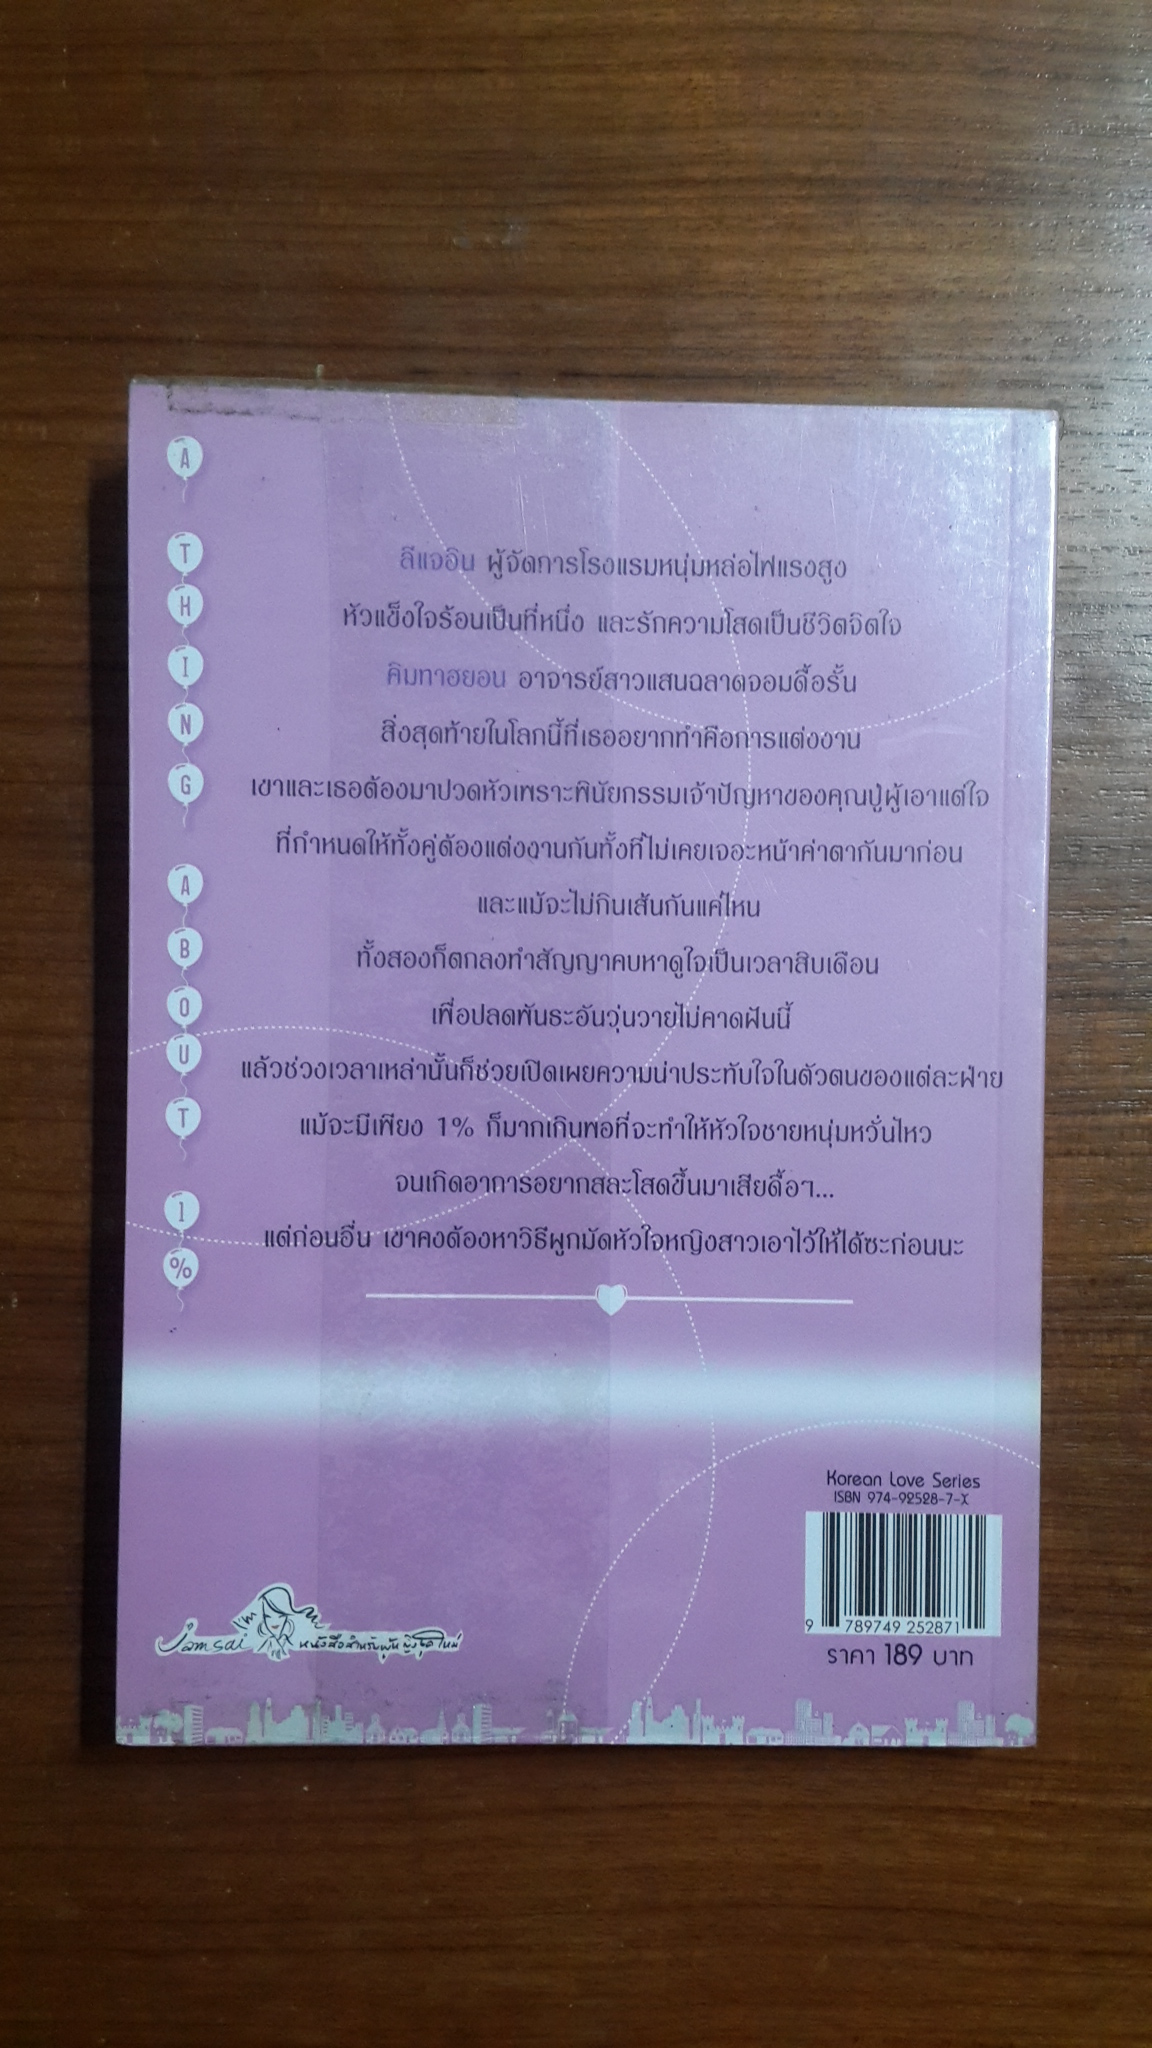 A THING ABOUT 1%
ลีแจอิน ผู้จัดการโรงแรมหนุ่มหล่อไฟแรงสูง
หัวแข็งใจร้อนเป็นที่หนึ่ง และรักความโสดเป็นชีวิตจิตใจ
คิมทาฮยอน อาจารย์สาวแสนฉลาดจอมดื้อรั้น
สิ่งสุดท้ายในโลกนี้ที่เธออยากทำคือการแต่งงาน
เขาและเธอต้องมาปวดหัวเพราะพินัยกรรมเจ้าปัญหาของคุณปู่ผู้เอาแต่ใจ
ที่กำหนดให้ทั้งคู่ต้องแต่งงานกันทั้งที่ไม่เคยเจอะหน้าค่าตากันมาก่อน
และแม้จะไม่กินเส้นกันแค่ไหน
ทั้งสองก็ตกลงทำสัญญาคบหาดูใจเป็นเวลาสิบเดือน
เพื่อปลดพันธะอันวุ่นวายไม่คาดฝันนี้
แล้วช่วงเวลาเหล่านั้นก็ช่วยเปิดเผยความน่าประทับใจในตัวตนของแต่ละฝ่าย
แม้จะมีเพียง 1% ก็มากเกินพอที่จะทำให้หัวใจชายหนุ่มหวั่นไหว
จนเกิดอาการอยากสละโสดขึ้นมาเสียดื้อๆ...
แต่ก่อนอื่น เขาคงต้องหาวิธีผูกมัดหัวใจหญิงสาวเอาไว้ให้ได้ซะก่อนนะ
Korean Love Series
ISBN 974-92528-7-X
9 789749 252871
ราคา 189 บาท
I'm
Jamsai หนังสือสำหรับผู้หญิงยุคใหม่